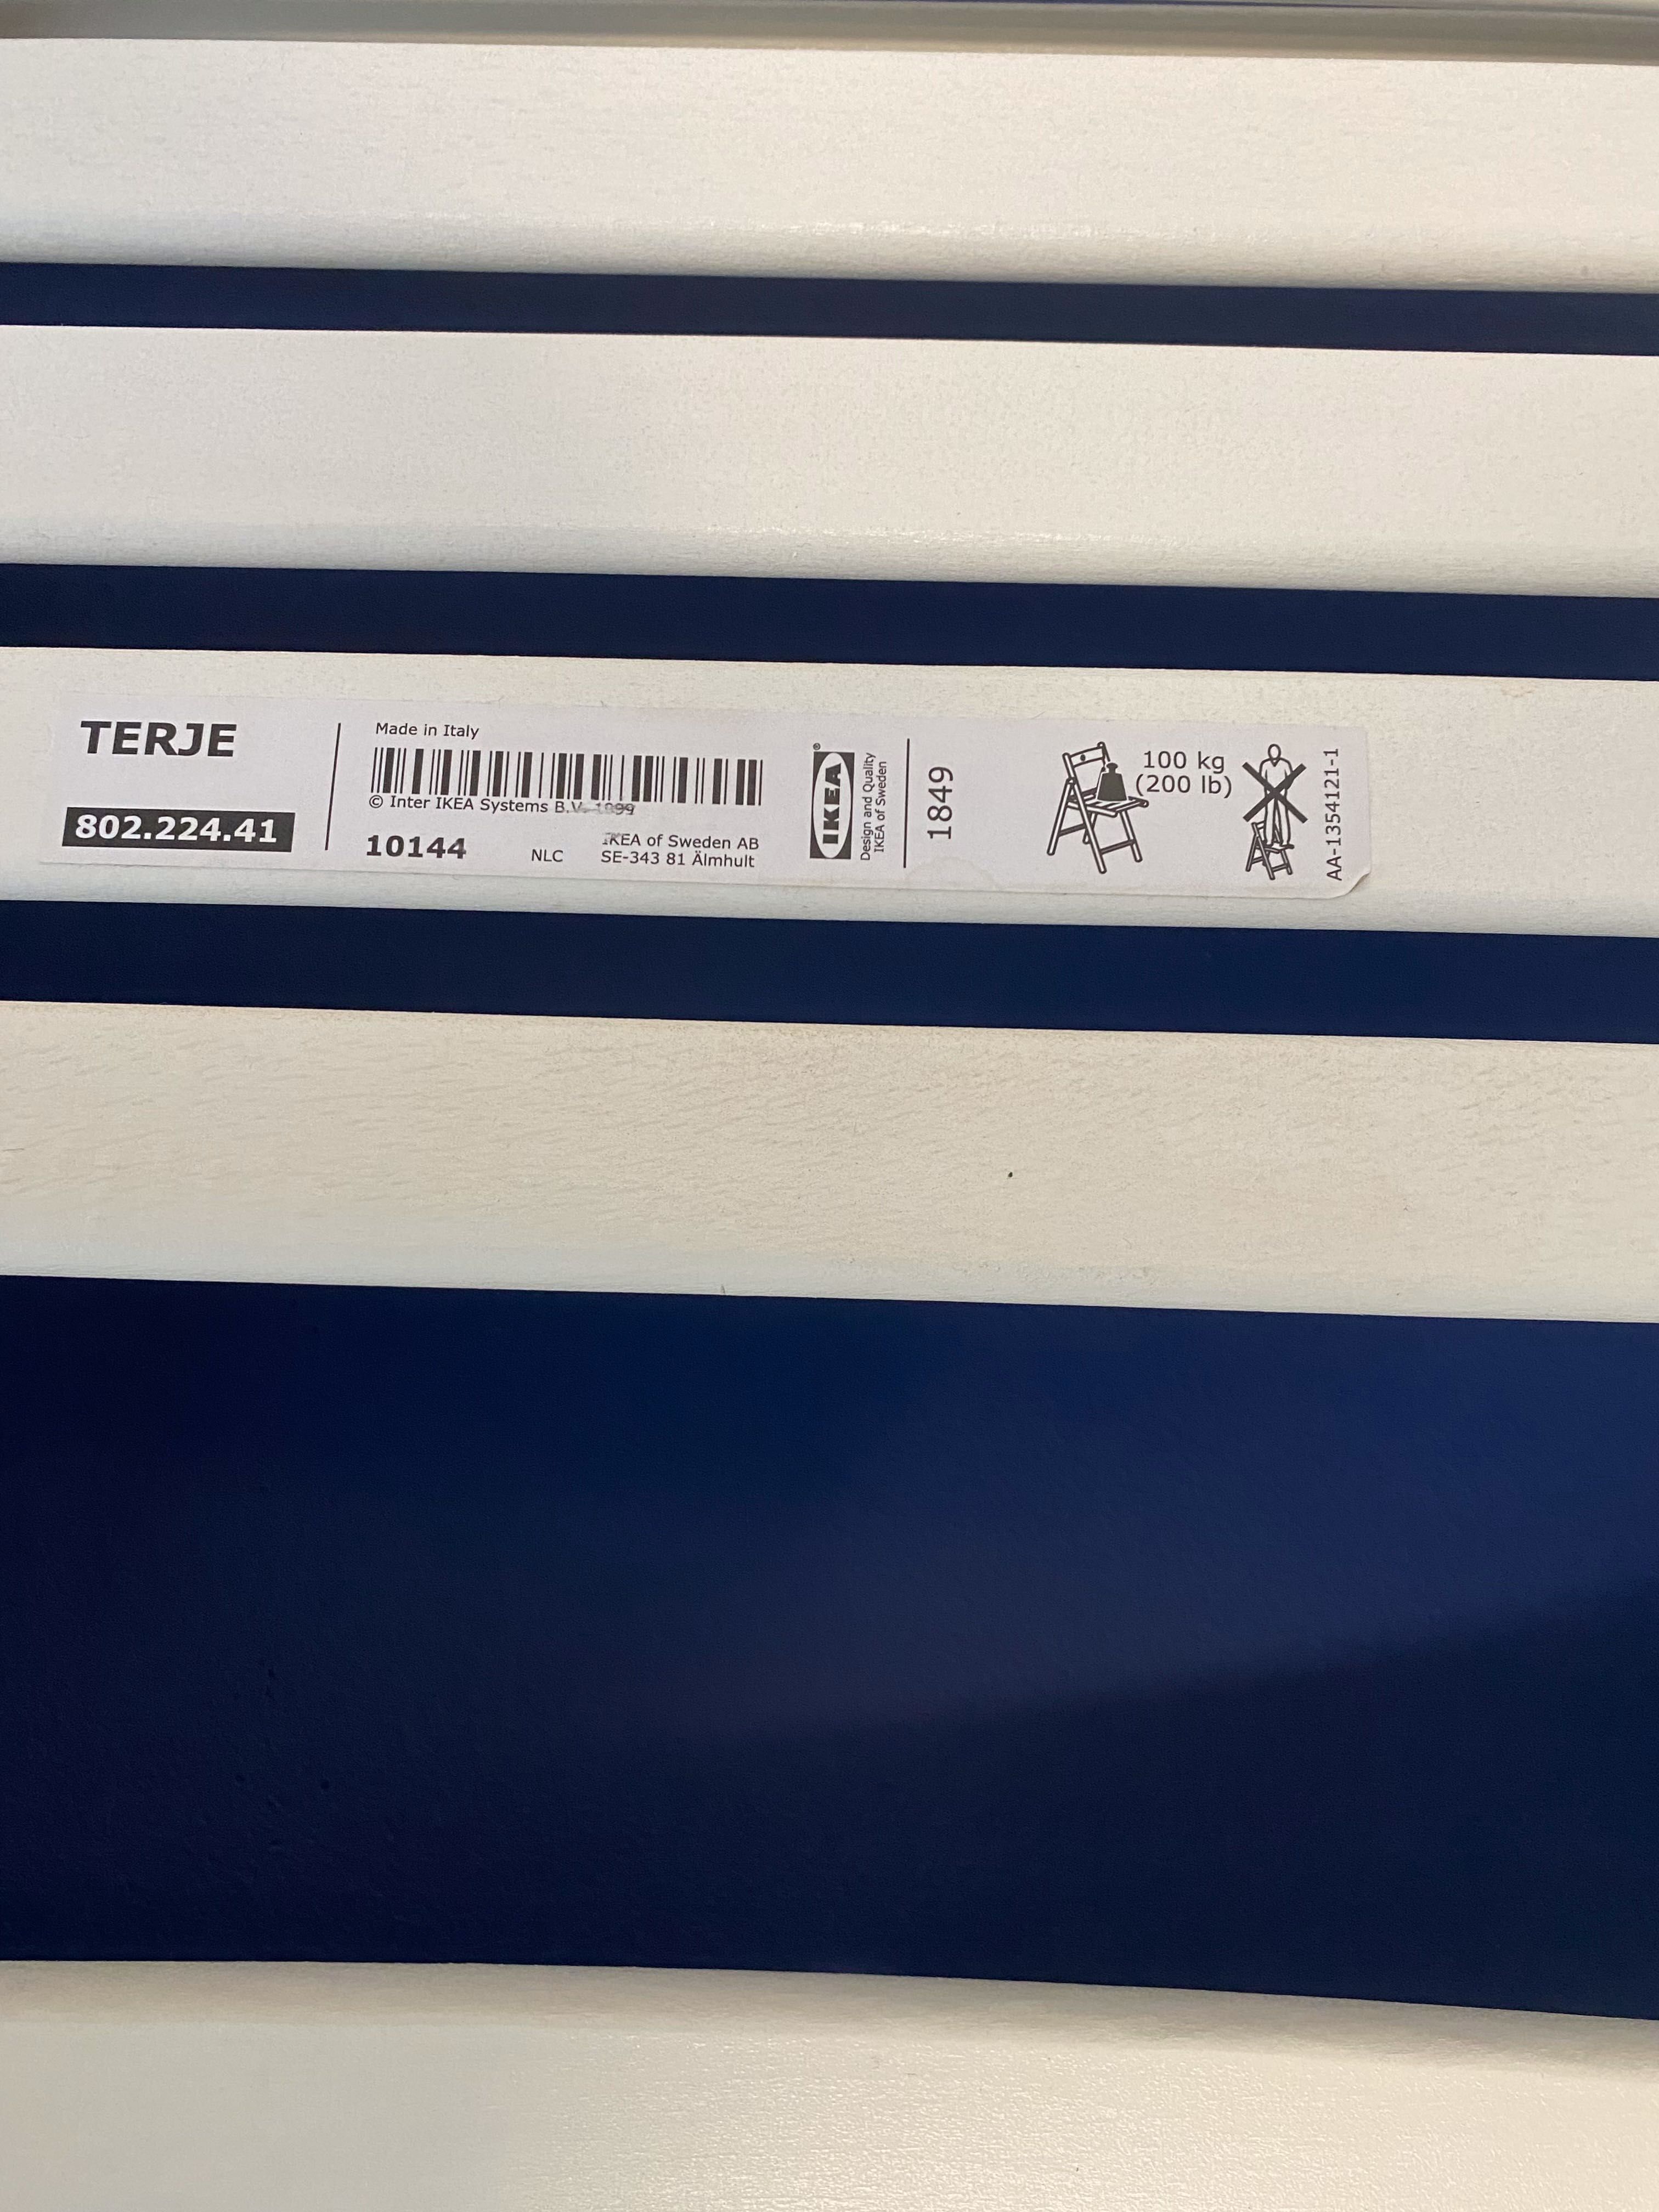 TERJE
802.224.41
Made in Italy
© Inter IKEA Systems B.V. 1999
10144
NLC
IKEA of Sweden AB
SE-343 81 Älmhult
IKEA®
Design and Quality
IKEA of Sweden
1849
100 kg
(200 lb)
AA-1354121-1